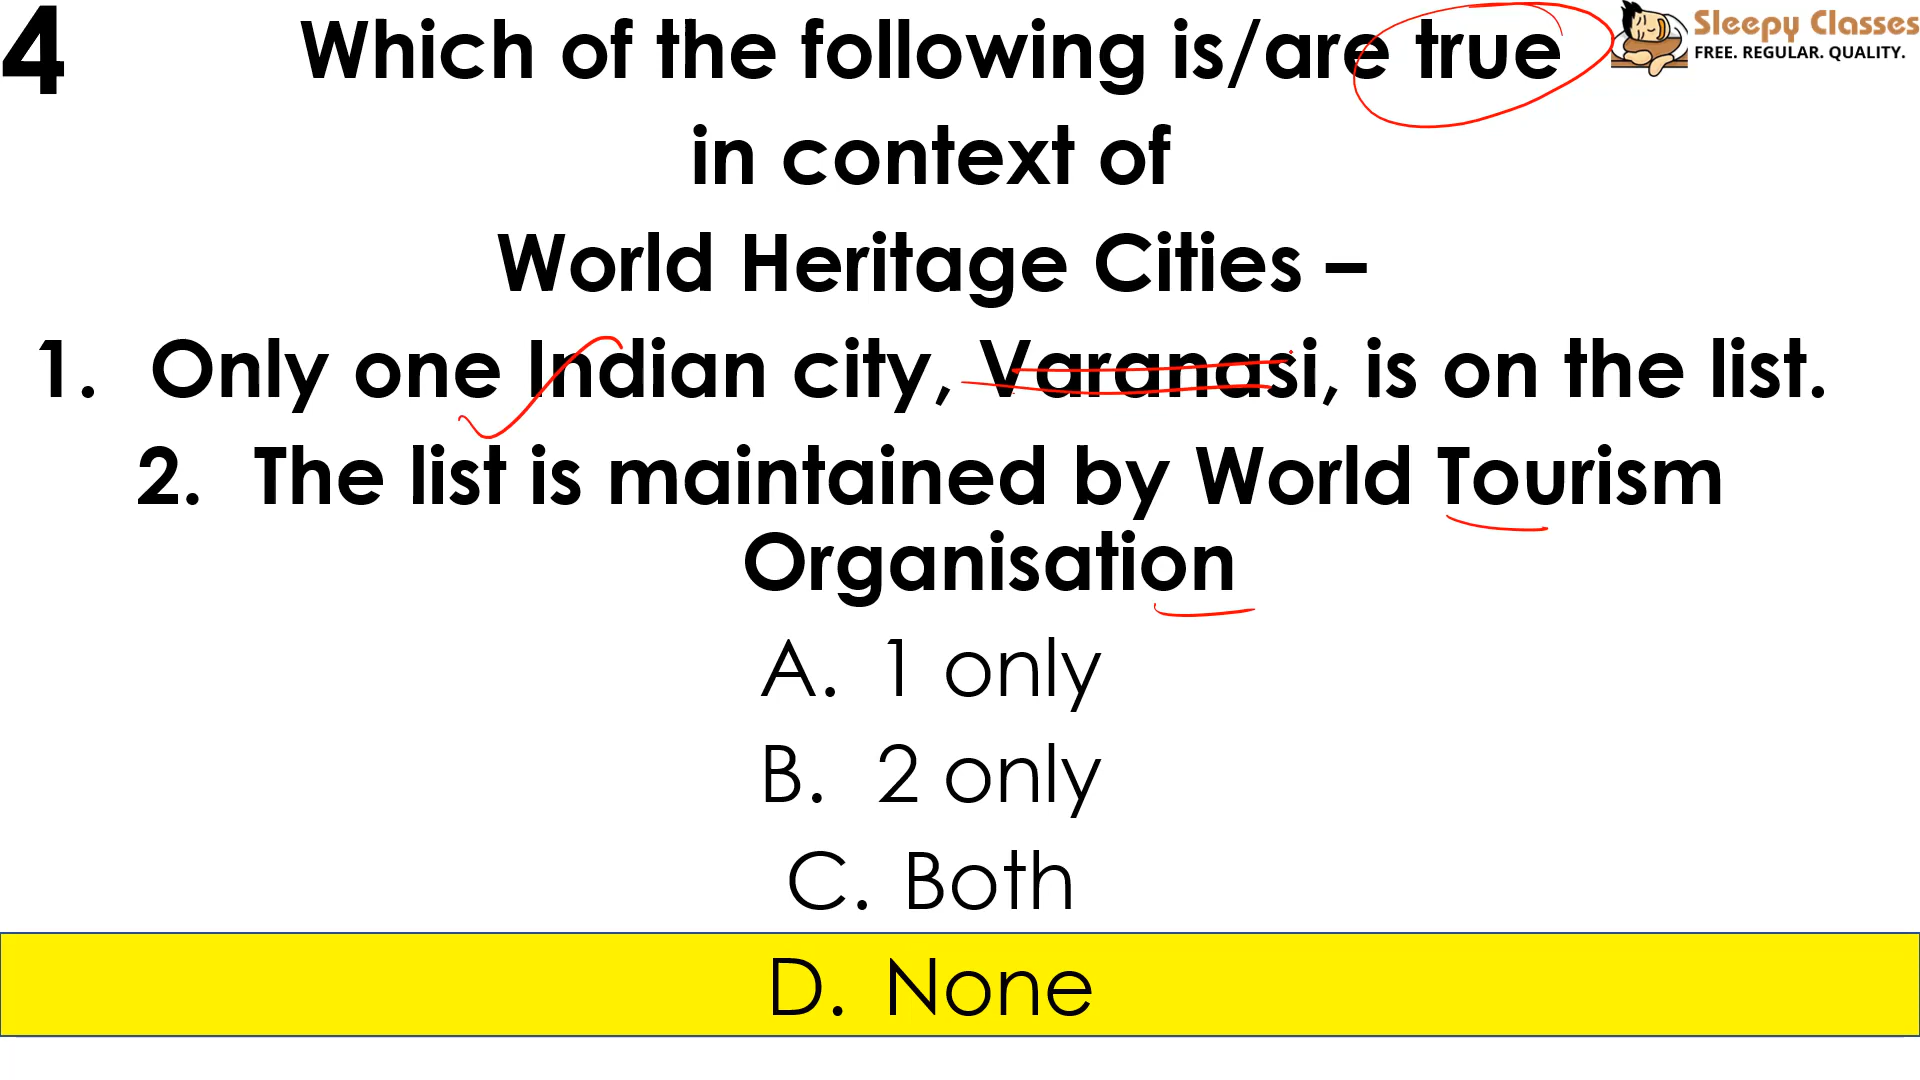 4
Which of the following is/are true
in context of
World Heritage Cities –
1. Only one Indian city, Varanasi, is on the list.
2. The list is maintained by World Tourism
Organisation
A. 1 only
B. 2 only
C. Both
D. None
Sleepy Classes
FREE. REGULAR. QUALITY.